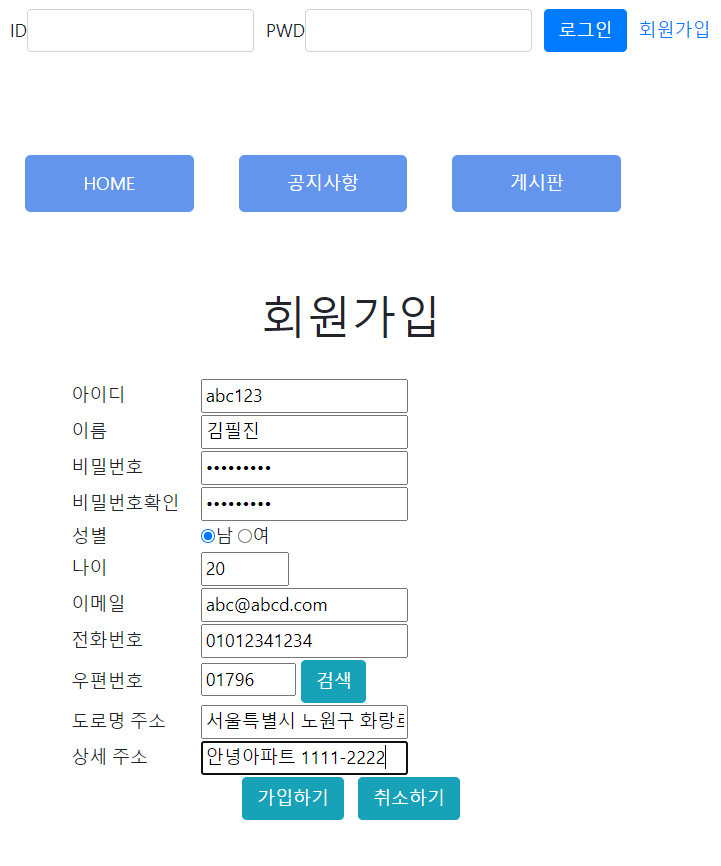 ID PWD 로그인 회원가입
HOME 공지사항 게시판
회원가입
아이디 abc123
이름 김필진
비밀번호 •••••••••
비밀번호확인 •••••••••
성별 남 여
나이 20
이메일 abc@abcd.com
전화번호 01012341234
우편번호 01796 검색
도로명 주소 서울특별시 노원구 화랑로
상세 주소 안녕아파트 1111-2222
가입하기 취소하기